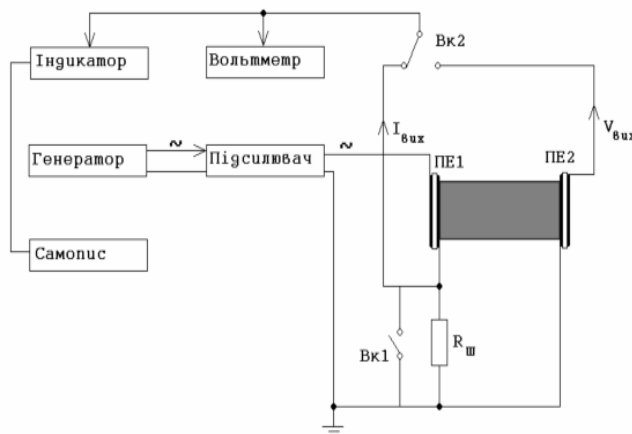 Вк2
Індикатор
Вольтметр
Iвих
Vвих
~
~
Генератор
Підсилювач
ПЕ1
ПЕ2
Самопис
Вк1
Rш